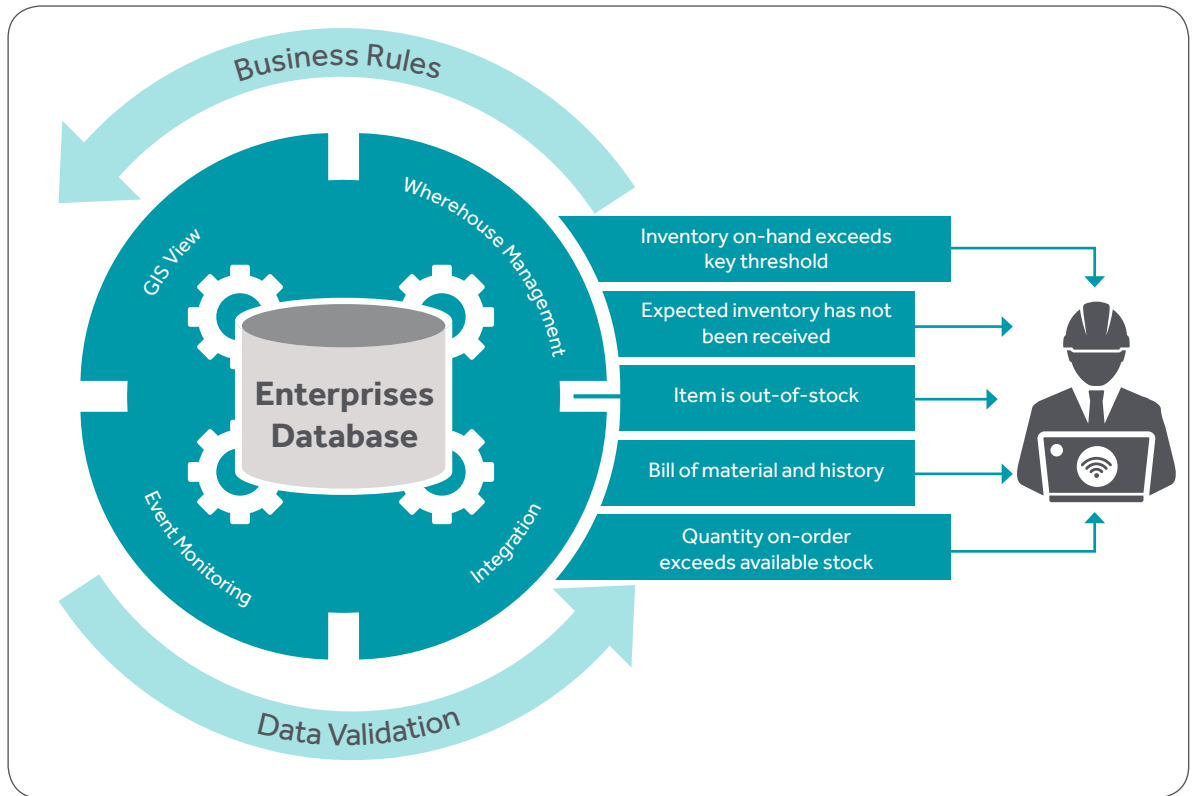 Business Rules
GIS View
Wherehouse Management
Enterprises
Database
Event Monitoring
Integration
Data Validation
Inventory on-hand exceeds
key threshold
Expected inventory has not
been received
Item is out-of-stock
Bill of material and history
Quantity on-order
exceeds available stock